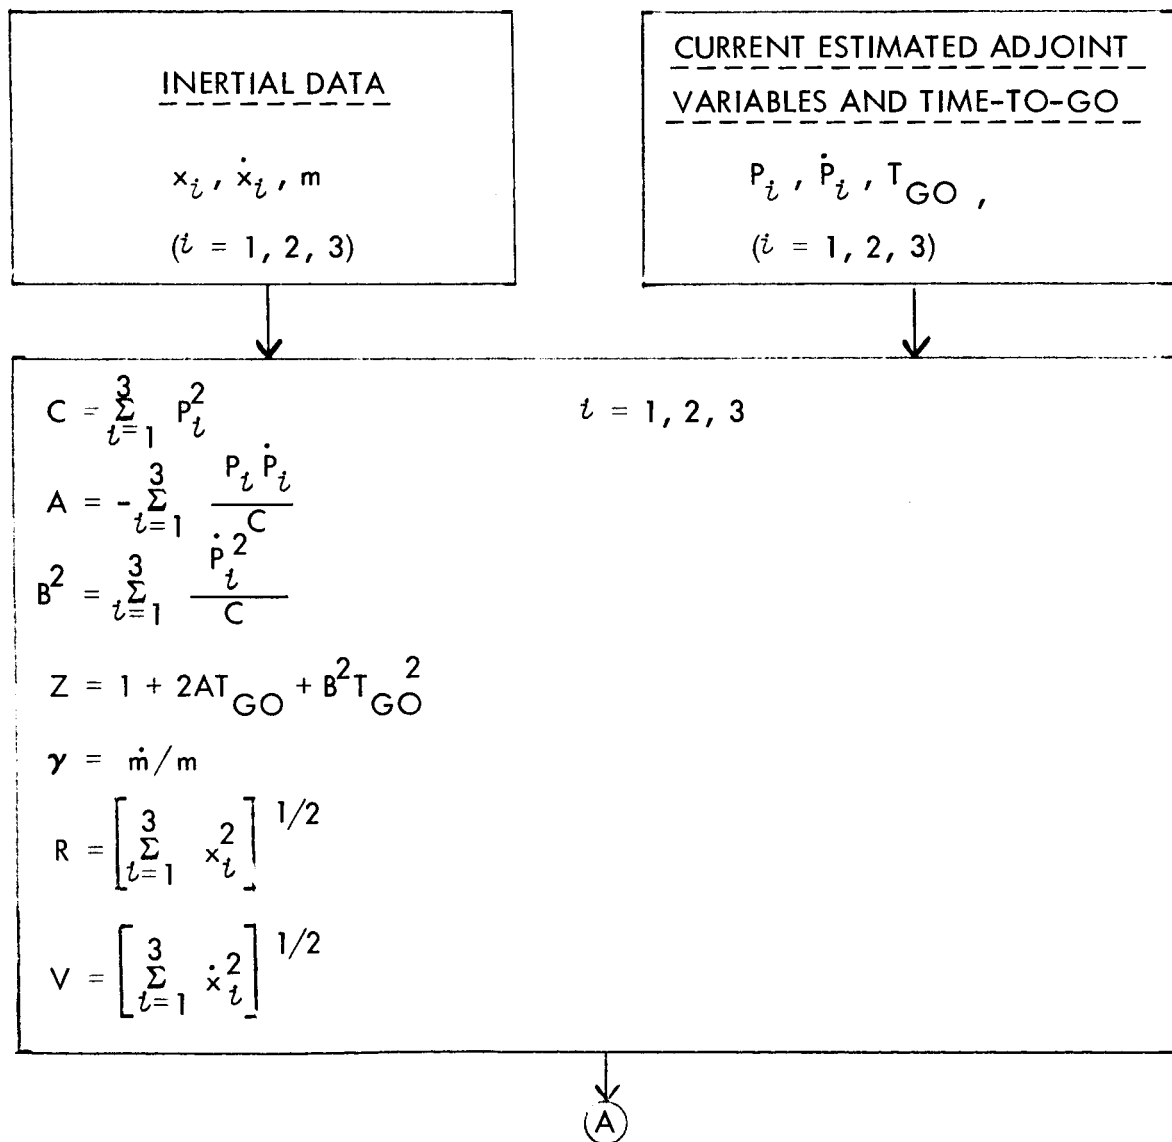 INERTIAL DATA
xᵢ, ẋᵢ, m
(i = 1, 2, 3)
CURRENT ESTIMATED ADJOINT
VARIABLES AND TIME-TO-GO
Pᵢ, Ṗᵢ, T_GO,
(i = 1, 2, 3)
C = Σ_{i=1}^{3} Pᵢ²
i = 1, 2, 3
A = -Σ_{i=1}^{3} PᵢṖᵢ/C
B² = Σ_{i=1}^{3} Ṗᵢ²/C
Z = 1 + 2AT_GO + B²T_GO²
γ = ṁ/m
R = [Σ_{i=1}^{3} xᵢ²]^{1/2}
V = [Σ_{i=1}^{3} ẋᵢ²]^{1/2}
A